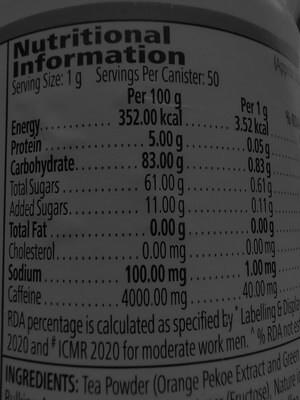 Nutritional
Information
Serving Size: 1 g Servings Per Canister: 50
Per 100 g Per 1 g
Energy.......... 352.00 kcal ........ 3.52 kcal
Protein .......... 5.00 g ........ 0.05 g
Carbohydrate........ 83.00 g ........ 0.83 g
Total Sugars .......... 61.00 g ........ 0.61 g
Added Sugars.......... 11.00 g ........ 0.11 g
Total Fat .......... 0.00 g ........ 0.00 g
Cholesterol.......... 0.00 mg ........ 0.00 mg
Sodium.......... 100.00 mg ........ 1.00 mg
Caffeine .......... 4000.00 mg ........ 40.00 mg
RDA percentage is calculated as specified by * Labelling &
2020 and # ICMR 2020 for moderate work men. ^ % RDA not
INGREDIENTS: Tea Powder (Orange Pekoe Extract and Green
(Fructose),